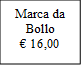 Marca da
Bollo
€ 16,00